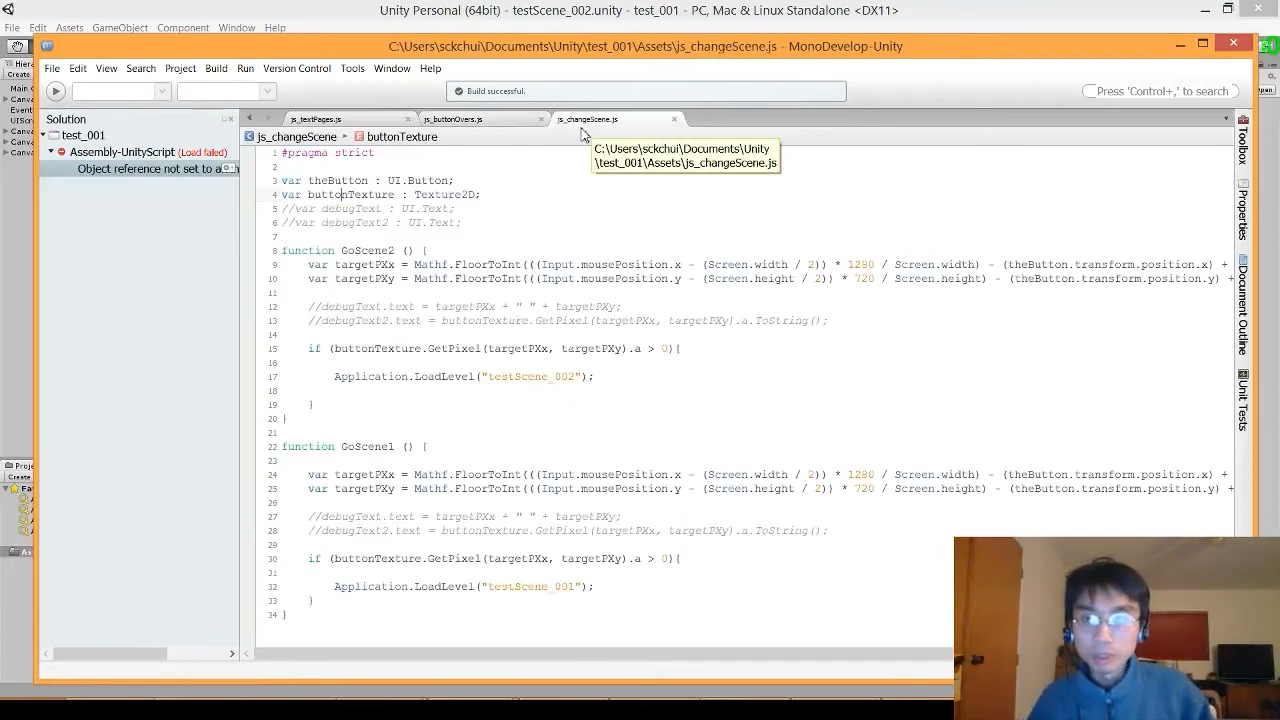 Unity Personal (64bit) - testScene_002.unity - test_001 - PC, Mac & Linux Standalone <DX11>
File Edit Assets GameObject Component Window Help
C:\Users\sckchui\Documents\Unity\test_001\Assets\js_changeScene.js - MonoDevelop-Unity
File Edit View Search Project Build Run Version Control Tools Window Help
Build successful.
Press 'Control+,' to search
Solution
js_textPages.js
js_buttonOvers.js
js_changeScene.js
test_001
js_changeScene
buttonTexture
C:\Users\sckchui\Documents\Unity
\test_001\Assets\js_changeScene.js
Assembly-UnityScript (Load failed)
Object reference not set to a
1 #pragma strict
2
3 var theButton : UI.Button;
4 var buttonTexture : Texture2D;
5 //var debugText : UI.Text;
6 //var debugText2 : UI.Text;
7
8 function GoScene2 () {
9 var targetPXx = Mathf.FloorToInt(((Input.mousePosition.x - (Screen.width / 2)) * 1280 / Screen.width) - (theButton.transform.position.x) +
10 var targetPXy = Mathf.FloorToInt(((Input.mousePosition.y - (Screen.height / 2)) * 720 / Screen.height) - (theButton.transform.position.y) +
11
12 //debugText.text = targetPXx + " " + targetPXy;
13 //debugText2.text = buttonTexture.GetPixel(targetPXx, targetPXy).a.ToString();
14
15 if (buttonTexture.GetPixel(targetPXx, targetPXy).a > 0){
16
17 Application.LoadLevel("testScene_002");
18
19 }
20 }
21
22 function GoScene1 () {
23
24 var targetPXx = Mathf.FloorToInt(((Input.mousePosition.x - (Screen.width / 2)) * 1280 / Screen.width) - (theButton.transform.position.x) +
25 var targetPXy = Mathf.FloorToInt(((Input.mousePosition.y - (Screen.height / 2)) * 720 / Screen.height) - (theButton.transform.position.y) +
26
27 //debugText.text = targetPXx + " " + targetPXy;
28 //debugText2.text = buttonTexture.GetPixel(targetPXx, targetPXy).a.ToString();
29
30 if (buttonTexture.GetPixel(targetPXx, targetPXy).a > 0){
31
32 Application.LoadLevel("testScene_001");
33 }
34 }
Toolbox
Properties
Document Outline
Unit Tests
Hiera
Create
Main C
Canvas
Event
Proje
Create
Fa
As